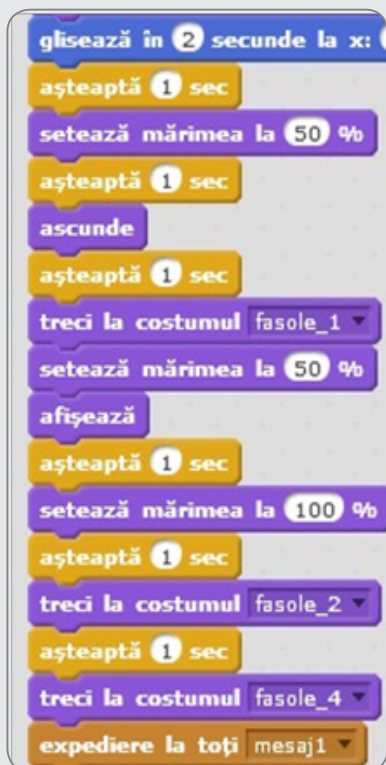 glisează în 2 secunde la x:
așteaptă 1 sec
setează mărimea la 50 %
așteaptă 1 sec
ascunde
așteaptă 1 sec
treci la costumul fasole_1
setează mărimea la 50 %
afișează
așteaptă 1 sec
setează mărimea la 100 %
așteaptă 1 sec
treci la costumul fasole_2
așteaptă 1 sec
treci la costumul fasole_4
expediere la toți mesaj1